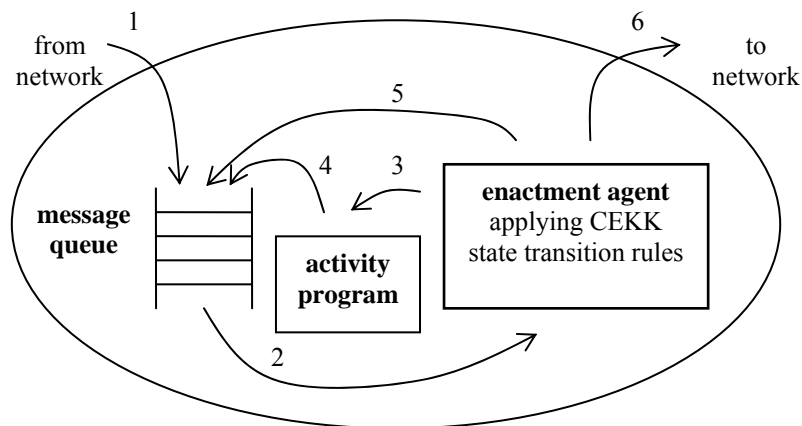 1
from
network
6
to
network
5
4
3
message
queue
activity
program
enactment agent
applying CEKK
state transition rules
2